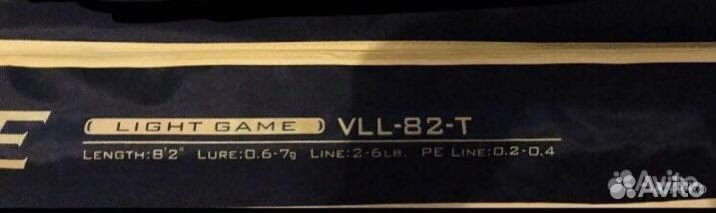 E
LIGHT GAME VLL-82-T
LENGTH:8'2" LURE:0.6-7g LINE:2-6LB. PE LINE:0.2-0.4
Avito